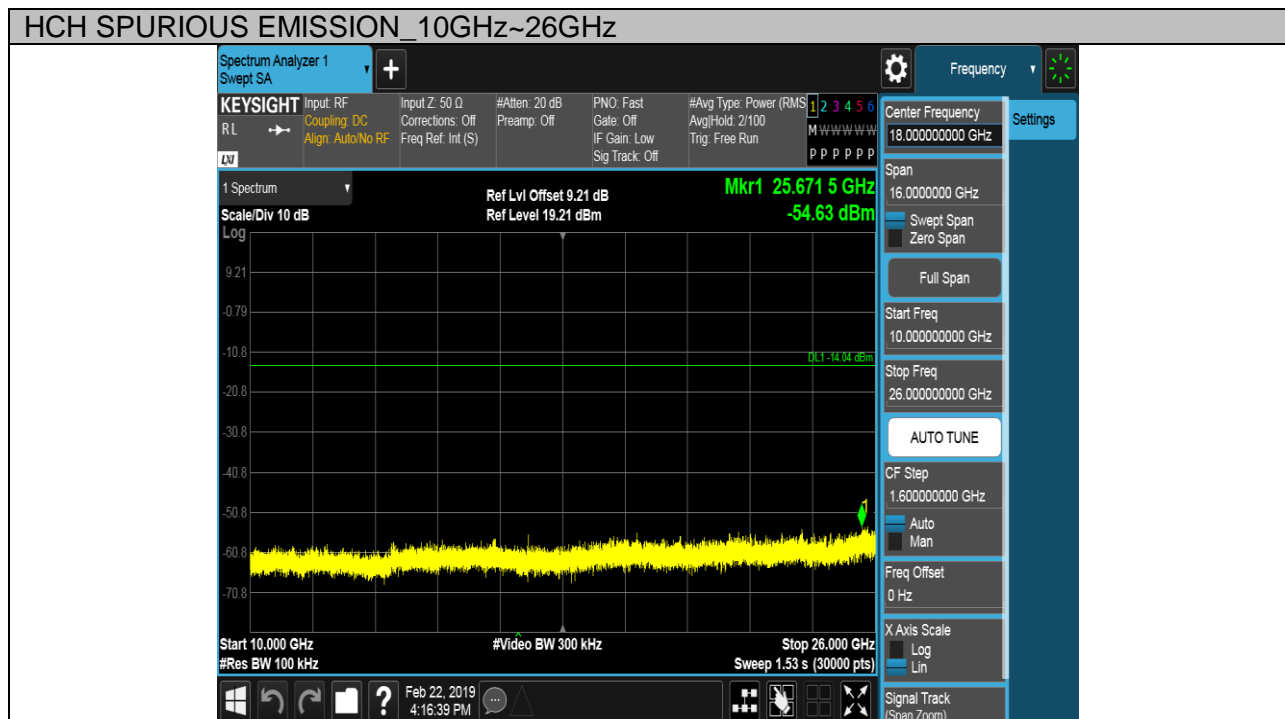 HCH SPURIOUS EMISSION_10GHz~26GHz
Spectrum Analyzer 1
Swept SA
+
Frequency
KEYSIGHT
RL
LXI
Input: RF
Coupling: DC
Align: Auto/No RF
Input Z: 50 Ω
Corrections: Off
Freq Ref: Int (S)
#Atten: 20 dB
Preamp: Off
PNO: Fast
Gate: Off
IF Gain: Low
Sig Track: Off
#Avg Type: Power (RMS
Avg|Hold: 2/100
Trig: Free Run
1 2 3 4 5 6
M W W W W W
P P P P P P
1 Spectrum
Scale/Div 10 dB
Log
Ref Lvl Offset 9.21 dB
Ref Level 19.21 dBm
Mkr1 25.671 5 GHz
-54.63 dBm
9.21
-0.79
-10.8
-20.8
-30.8
-40.8
-50.8
-60.8
-70.8
DL1 -14.04 dBm
1
Start 10.000 GHz
#Res BW 100 kHz
#Video BW 300 kHz
Stop 26.000 GHz
Sweep 1.53 s (30000 pts)
?
Feb 22, 2019
4:16:39 PM
Center Frequency
18.000000000 GHz
Span
16.0000000 GHz
Swept Span
Zero Span
Full Span
Start Freq
10.000000000 GHz
Stop Freq
26.000000000 GHz
AUTO TUNE
CF Step
1.600000000 GHz
Auto
Man
Freq Offset
0 Hz
X Axis Scale
Log
Lin
Signal Track
(Span Zoom)
Settings